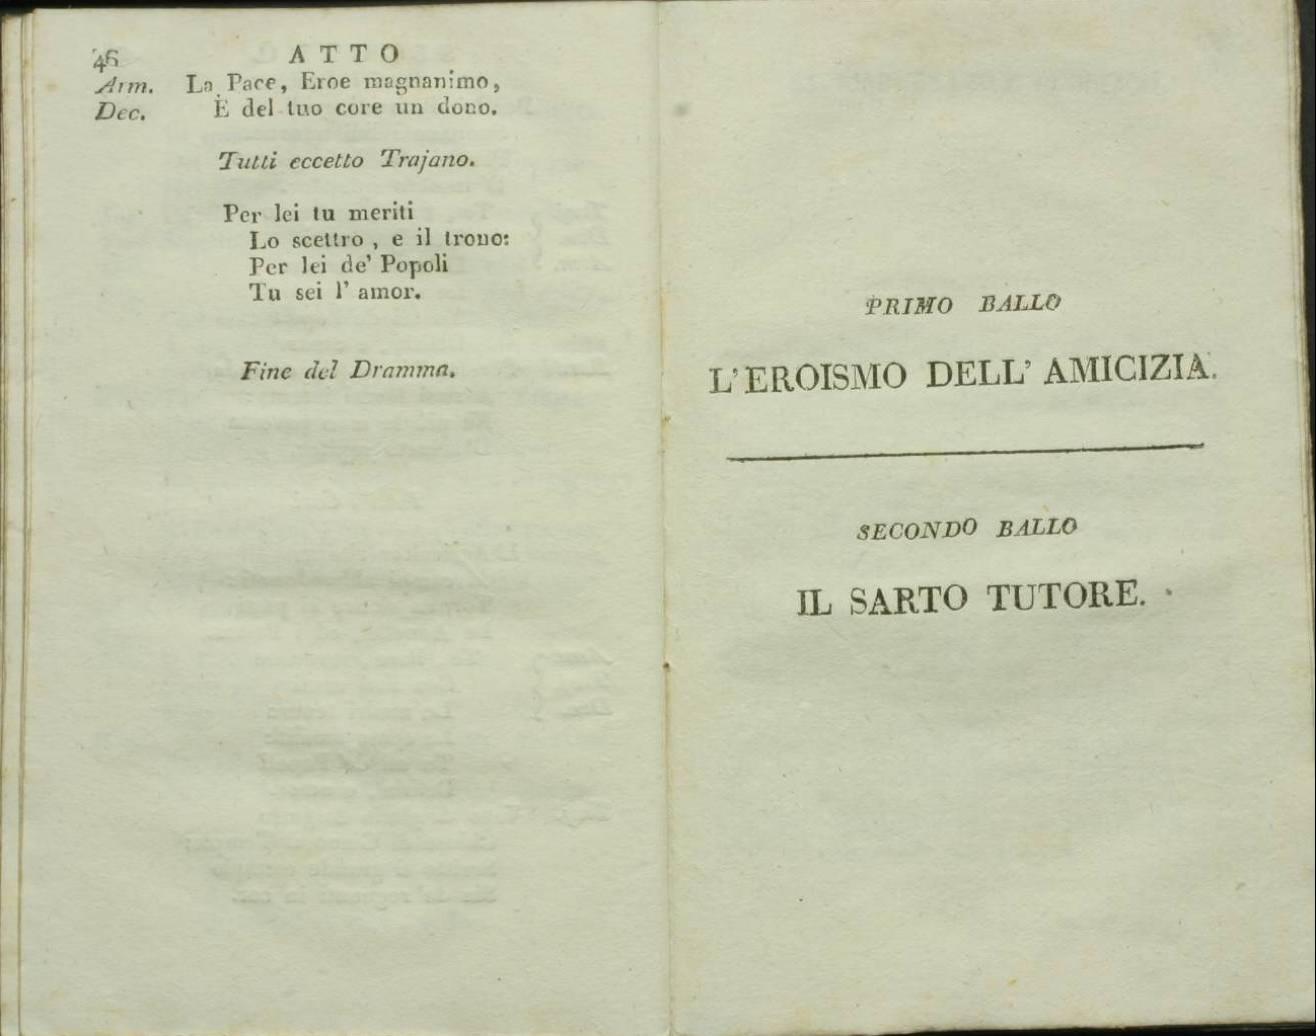 46 ATTO
Arm. La Pace, Eroe magnanimo,
Dec. È del tuo core un dono.
Tutti eccetto Trajano.
Per lei tu meriti
Lo scettro, e il trono:
Per lei de' Popoli
Tu sei l' amor.
Fine del Dramma.
PRIMO BALLO
L'EROISMO DELL' AMICIZIA.
SECONDO BALLO
IL SARTO TUTORE.